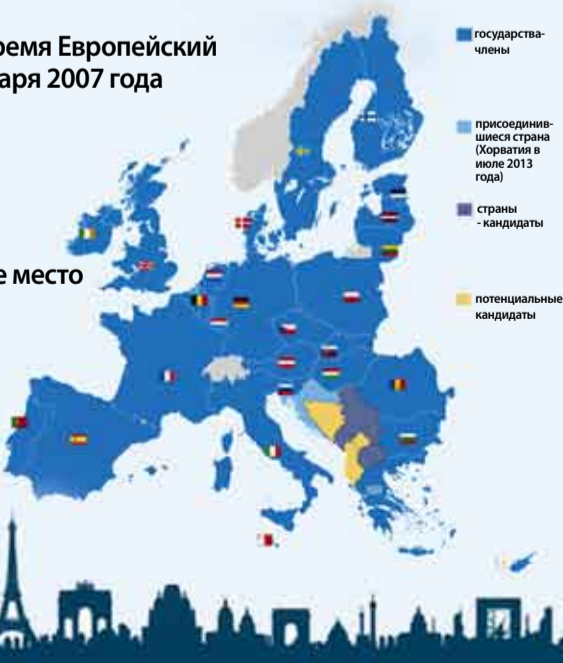 ремя Европейский
аря 2007 года
е место
государства-
члены
присоединив-
шиеся страна
(Хорватия в
июле 2013
года)
страны
- кандидаты
потенциальные
кандидаты